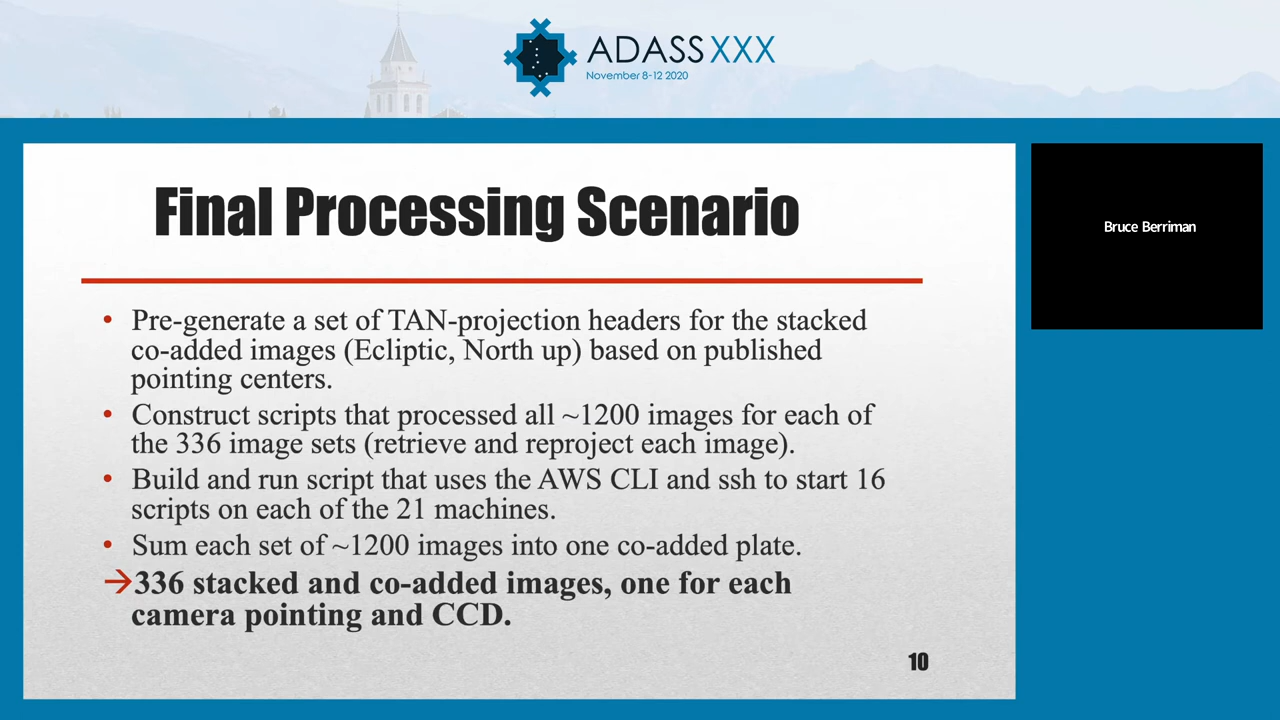 ADASS XXX
November 8-12 2020
Final Processing Scenario
Bruce Berriman
• Pre-generate a set of TAN-projection headers for the stacked
co-added images (Ecliptic, North up) based on published
pointing centers.
• Construct scripts that processed all ~1200 images for each of
the 336 image sets (retrieve and reproject each image).
• Build and run script that uses the AWS CLI and ssh to start 16
scripts on each of the 21 machines.
• Sum each set of ~1200 images into one co-added plate.
→336 stacked and co-added images, one for each
camera pointing and CCD.
10